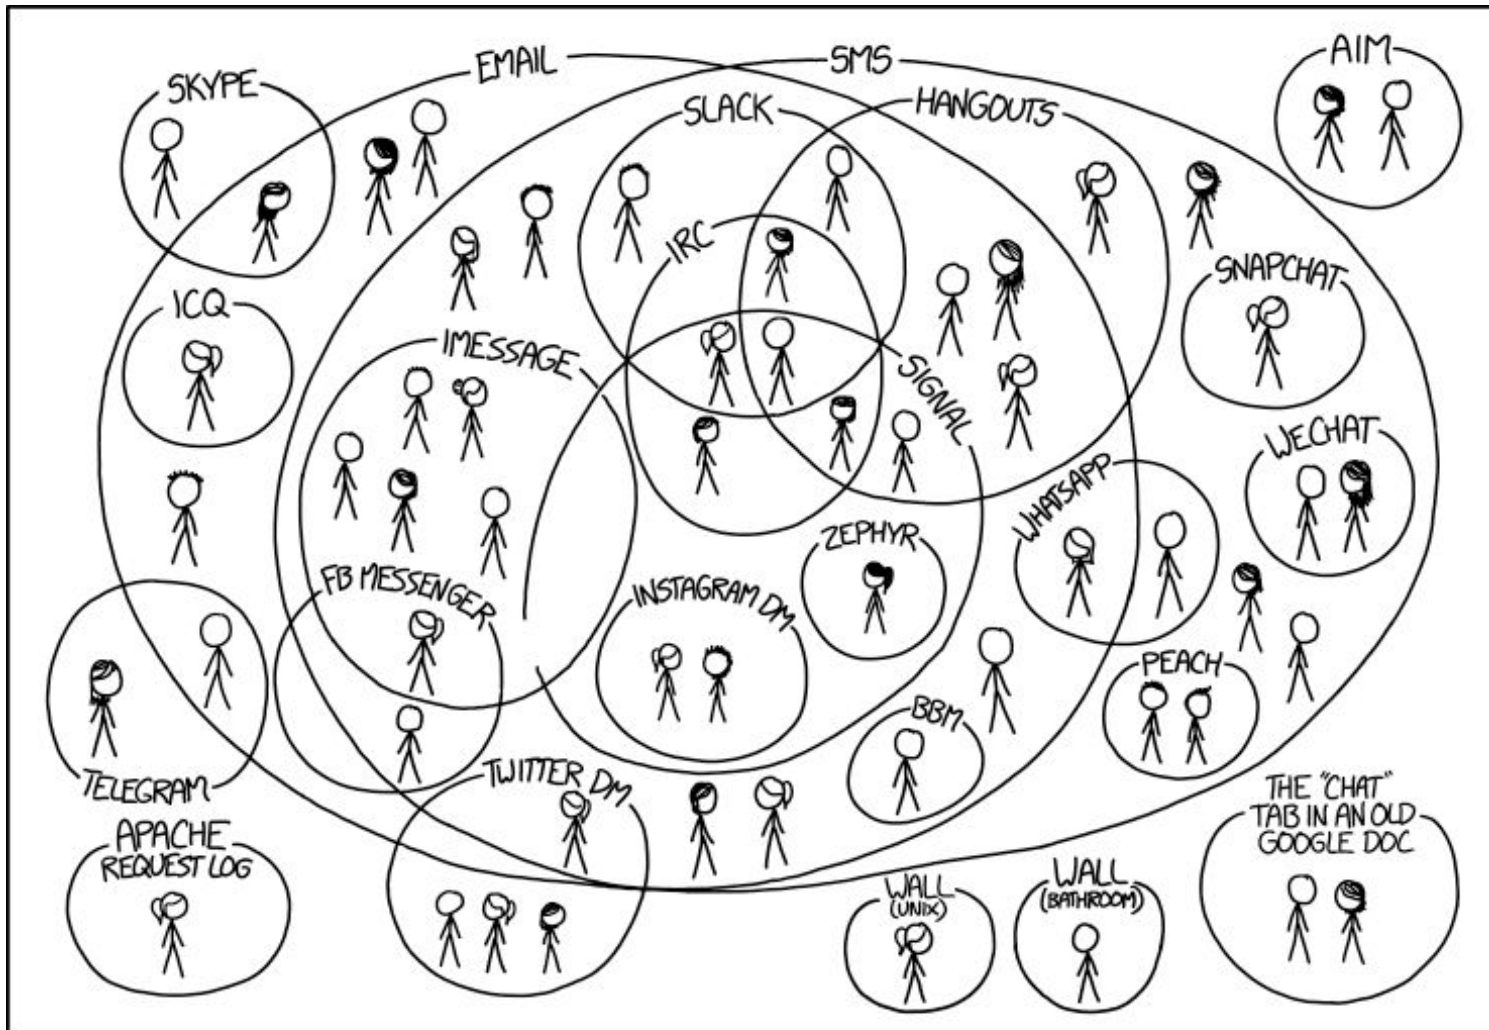 EMAIL
SMS
AIM
SKYPE
SLACK
HANGOUTS
IRC
SNAPCHAT
ICQ
IMESSAGE
SIGNAL
WECHAT
WHATSAPP
ZEPHYR
FB MESSENGER
INSTAGRAM DM
PEACH
BBM
TELEGRAM
TWITTER DM
THE "CHAT"
TAB IN AN OLD
GOOGLE DOC
APACHE
REQUEST LOG
WALL
(UNIX)
WALL
(BATHROOM)